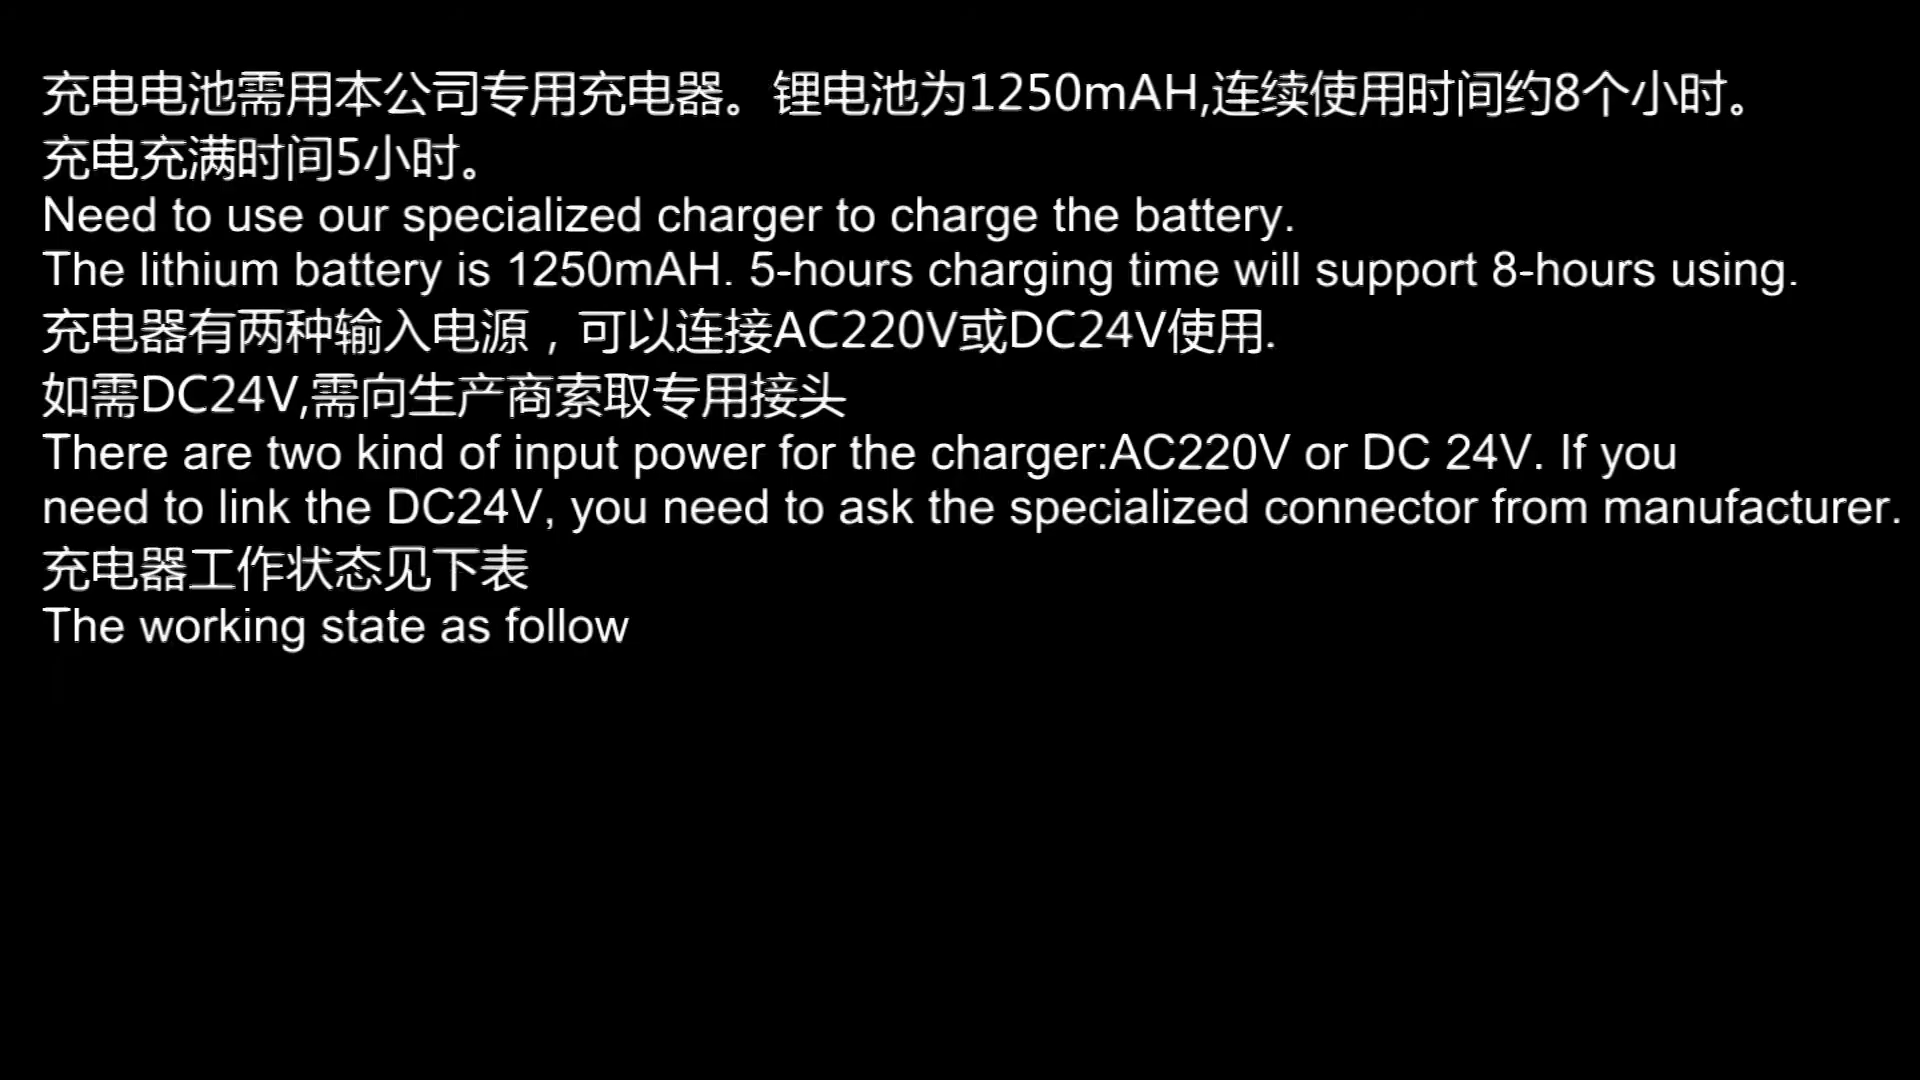 充电电池需用本公司专用充电器。锂电池为1250mAH,连续使用时间约8个小时。
充电充满时间5小时。
Need to use our specialized charger to charge the battery.
The lithium battery is 1250mAH. 5-hours charging time will support 8-hours using.
充电器有两种输入电源，可以连接AC220V或DC24V使用.
如需DC24V,需向生产商索取专用接头
There are two kind of input power for the charger:AC220V or DC 24V. If you
need to link the DC24V, you need to ask the specialized connector from manufacturer.
充电器工作状态见下表
The working state as follow